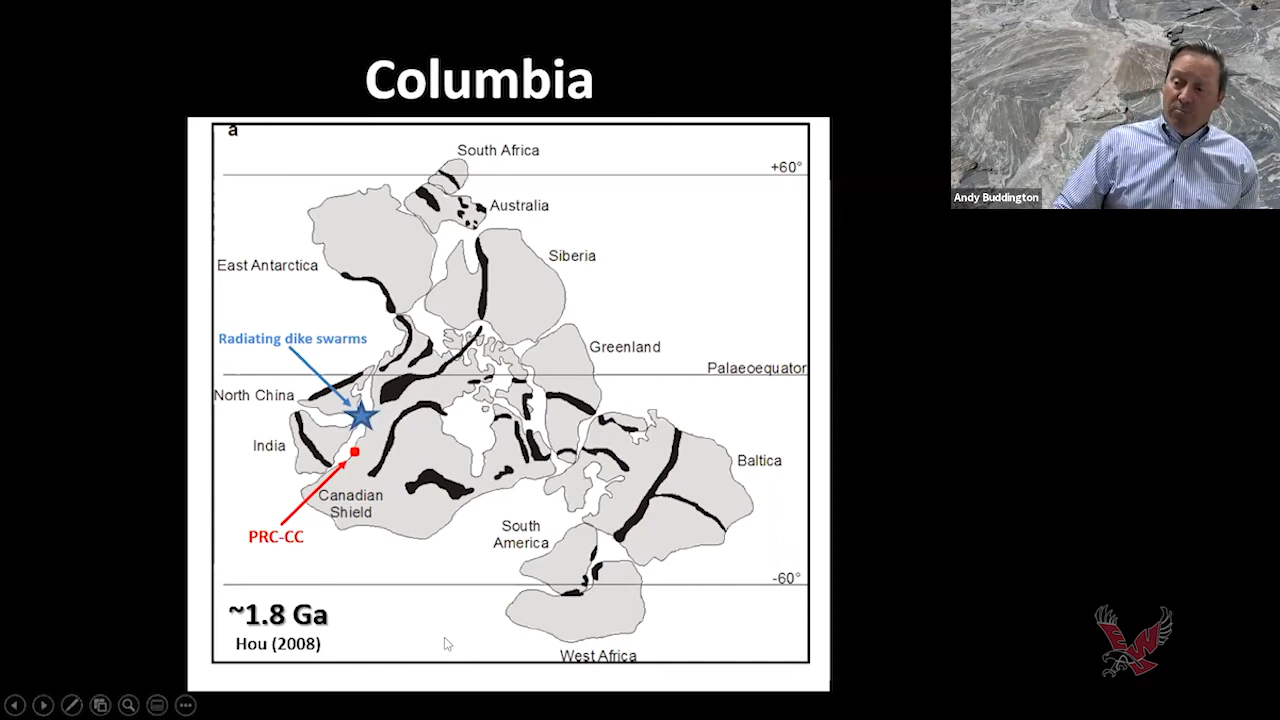 Columbia
a
South Africa
+60°
Australia
Siberia
East Antarctica
Radiating dike swarms
Greenland
Palaeoequator
North China
India
Baltica
Canadian
Shield
South
America
PRC-CC
-60°
~1.8 Ga
Hou (2008)
West Africa
Andy Buddington
EWU